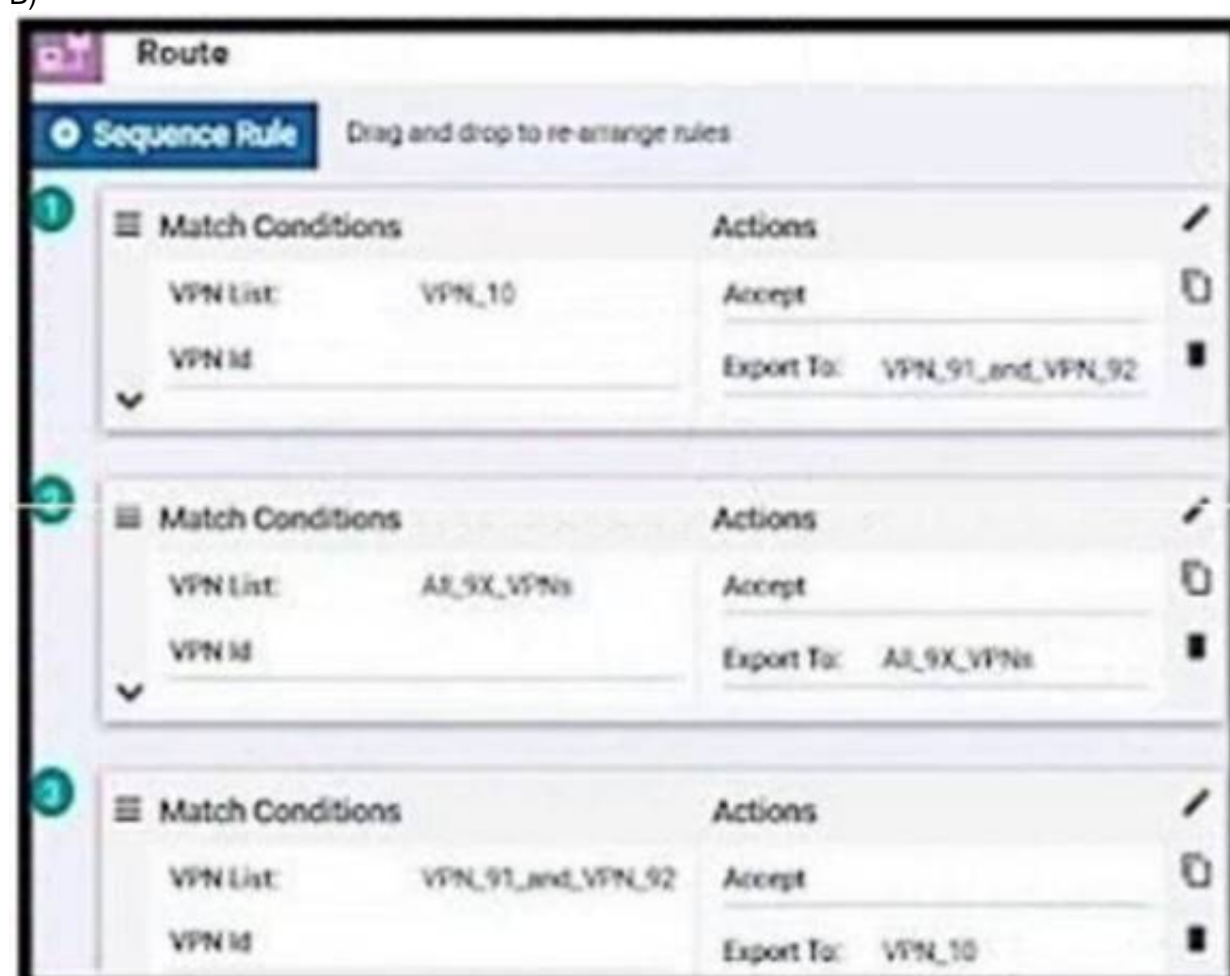 B)
Route
Sequence Rule Drag and drop to re-arrange rules
1
Match Conditions Actions
VPN List: VPN_10 Accept
VPN Id
Export To: VPN_91_and_VPN_92
2
Match Conditions Actions
VPN List: All_9X_VPNs Accept
VPN Id
Export To: All_9X_VPNs
3
Match Conditions Actions
VPN List: VPN_91_and_VPN_92 Accept
VPN Id
Export To: VPN_10